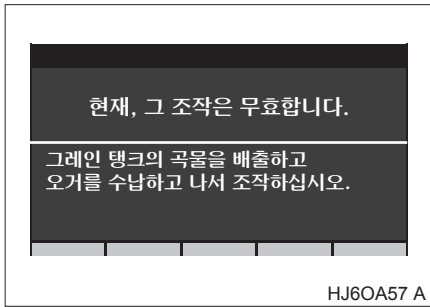 현재, 그 조작은 무효합니다.
그레인 탱크의 곡물을 배출하고
오거를 수납하고 나서 조작하십시오.
HJ6OA57 A